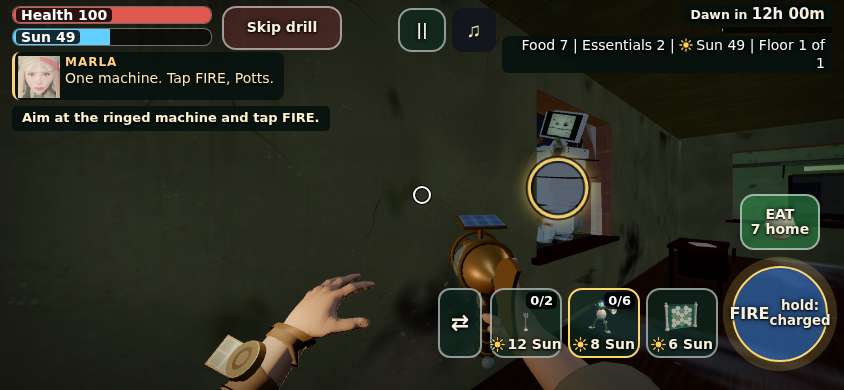 Health 100
Sun 49
Skip drill
||
♫
Dawn in 12h 00m
Food 7 | Essentials 2 | ☀Sun 49 | Floor 1 of
1
MARLA
One machine. Tap FIRE, Potts.
Aim at the ringed machine and tap FIRE.
EAT
7 home
FIRE hold:
charged
⇄
0/2
☀12 Sun
0/6
☀8 Sun
☀6 Sun